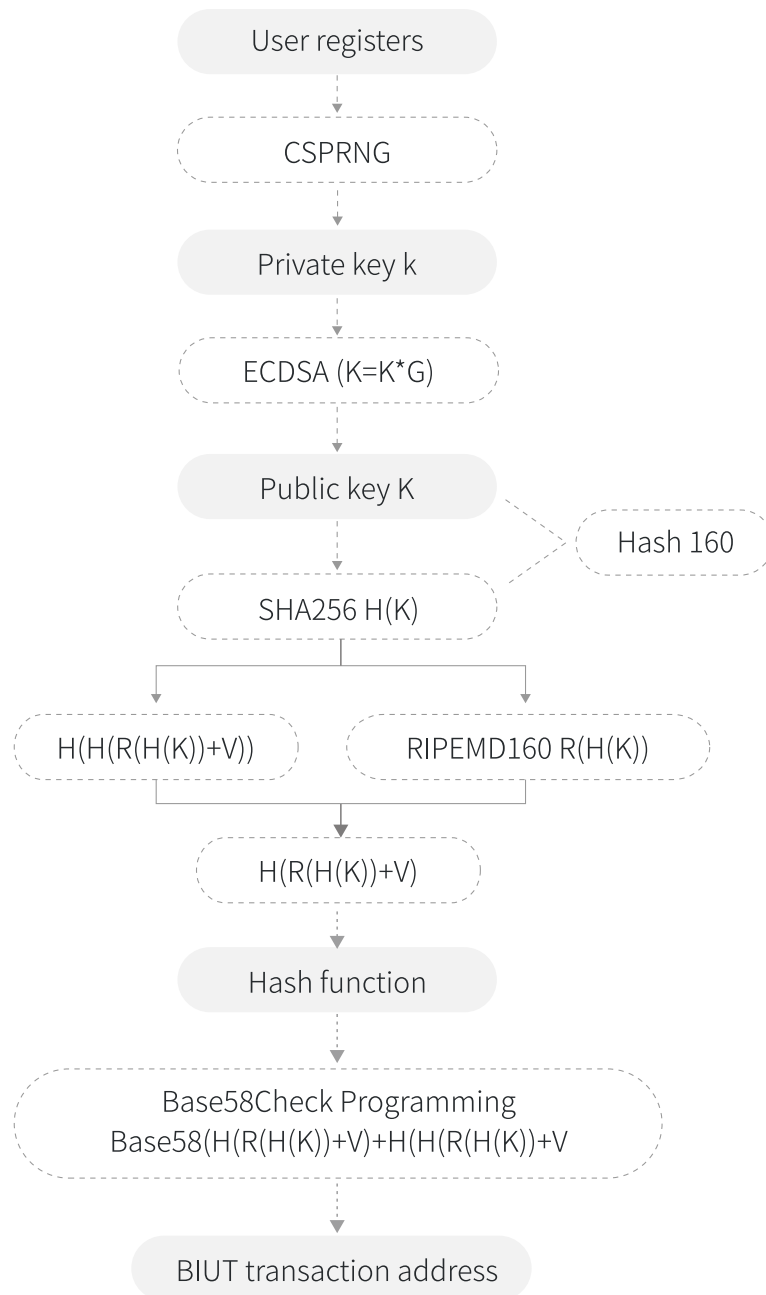 User registers
CSPRNG
Private key k
ECDSA (K=K*G)
Public key K
Hash 160
SHA256 H(K)
H(H(R(H(K))+V))
RIPEMD160 R(H(K))
H(R(H(K))+V)
Hash function
Base58Check Programming
Base58(H(R(H(K))+V)+H(H(R(H(K))+V
BIUT transaction address